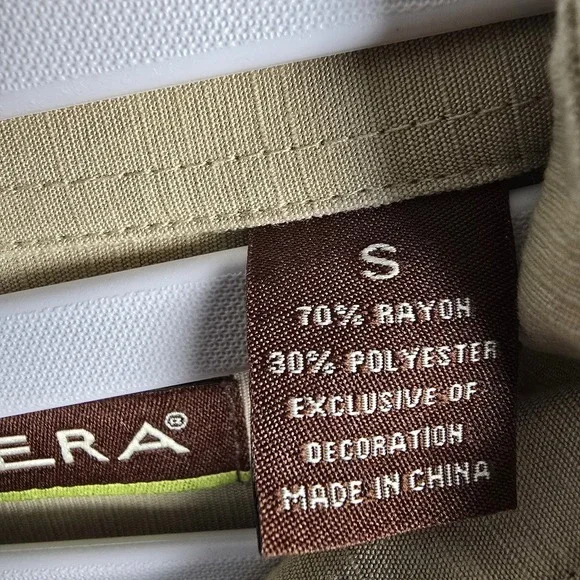 S
70% RAYON
30% POLYESTER
EXCLUSIVE OF
DECORATION
MADE IN CHINA
ERA®